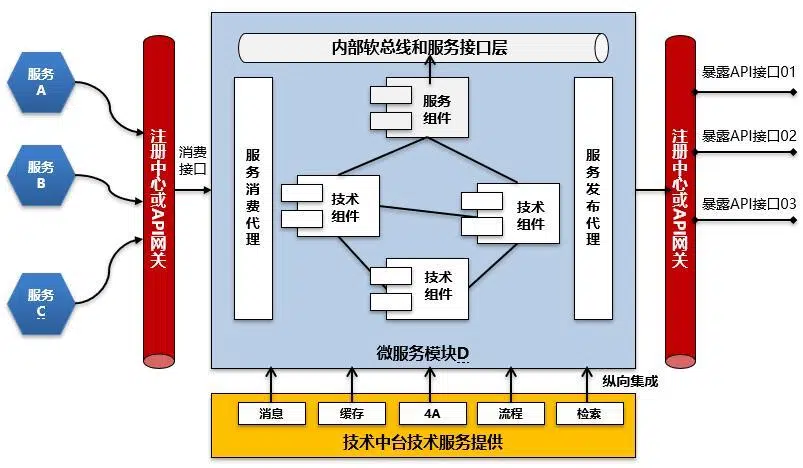 服务
A
服务
B
服务
C
注册中心或API网关
消费
接口
内部软总线和服务接口层
服务消费代理
服务
组件
技术
组件
技术
组件
技术
组件
服务发布代理
微服务模块D
注册中心或API网关
暴露API接口01
暴露API接口02
暴露API接口03
纵向集成
消息
缓存
4A
流程
检索
技术中台技术服务提供